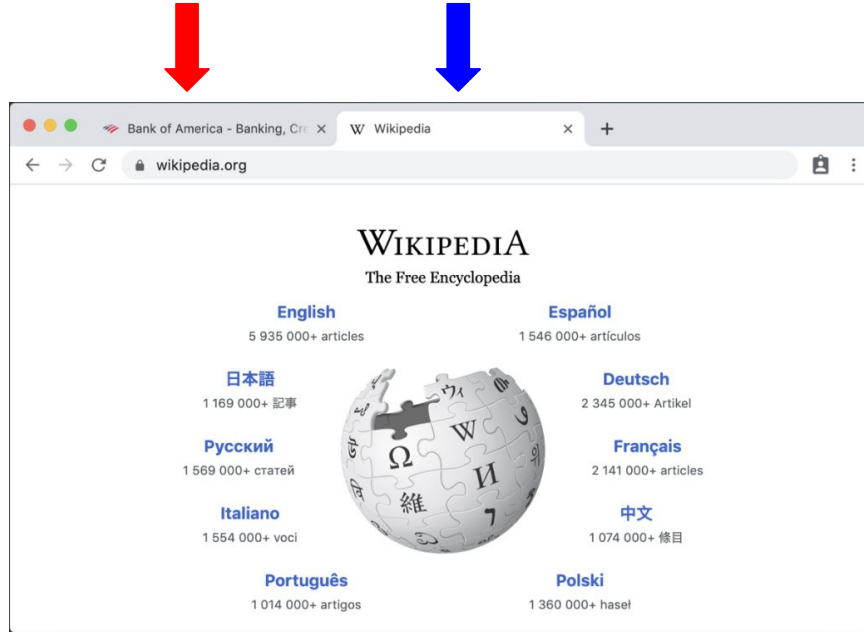 Bank of America - Banking, Cre
W Wikipedia
wikipedia.org
WIKIPEDIA
The Free Encyclopedia
English
5 935 000+ articles
Español
1 546 000+ artículos
日本語
1 169 000+ 記事
Deutsch
2 345 000+ Artikel
Русский
1 569 000+ статей
Français
2 141 000+ articles
Italiano
1 554 000+ voci
中文
1 074 000+ 條目
Português
1 014 000+ artigos
Polski
1 360 000+ haseł
Ω
W
И
維
ウィ